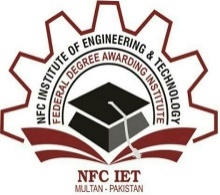 NFC INSTITUTE OF ENGINEERING & TECHNOLOGY
FEDERAL DEGREE AWARDING INSTITUTE
NFC IET
MULTAN - PAKISTAN